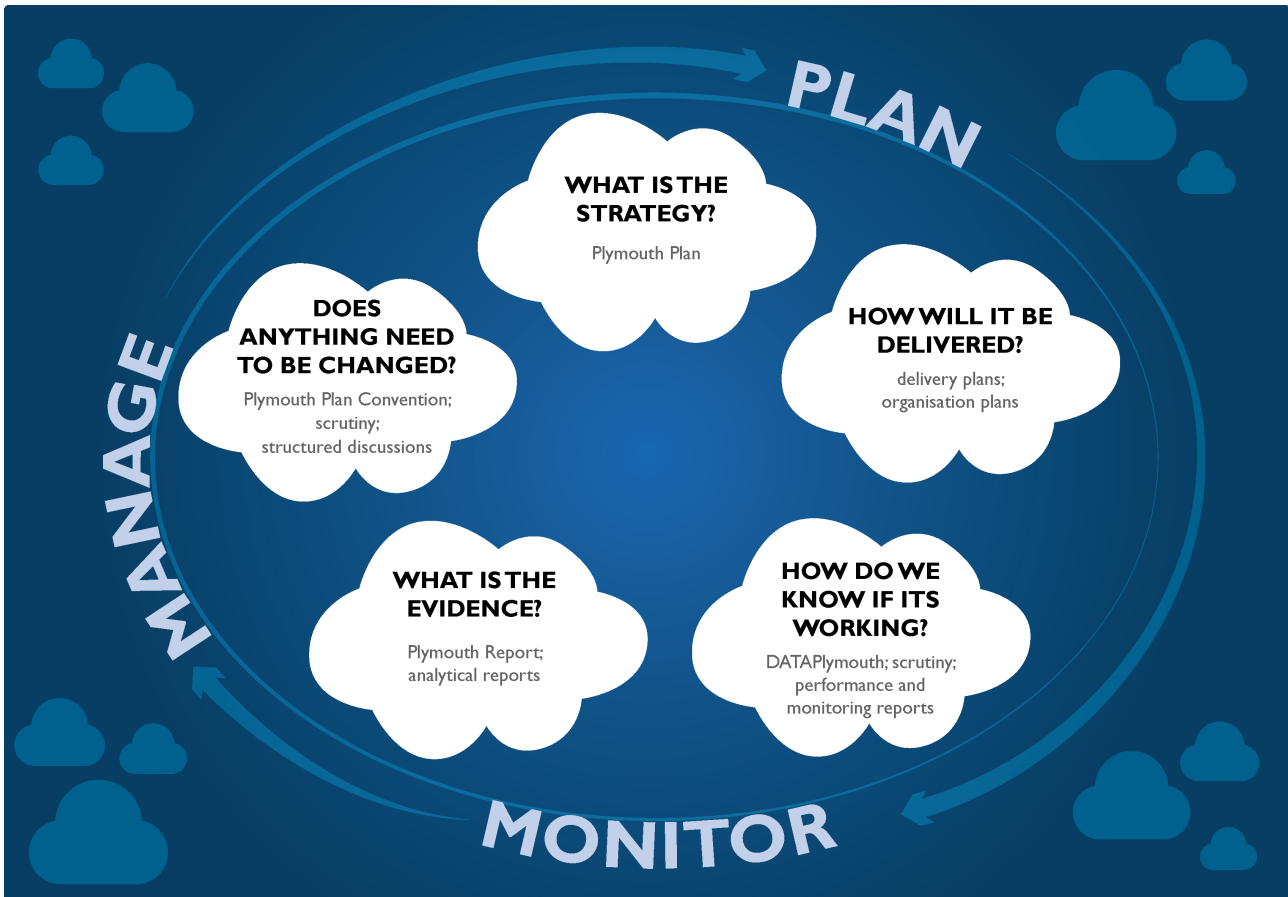 PLAN
WHAT IS THE
STRATEGY?
Plymouth Plan
HOW WILL IT BE
DELIVERED?
delivery plans;
organisation plans
HOW DO WE
KNOW IF ITS
WORKING?
DATAPlymouth; scrutiny;
performance and
monitoring reports
MONITOR
WHAT IS THE
EVIDENCE?
Plymouth Report;
analytical reports
MANAGE
DOES
ANYTHING NEED
TO BE CHANGED?
Plymouth Plan Convention;
scrutiny;
structured discussions